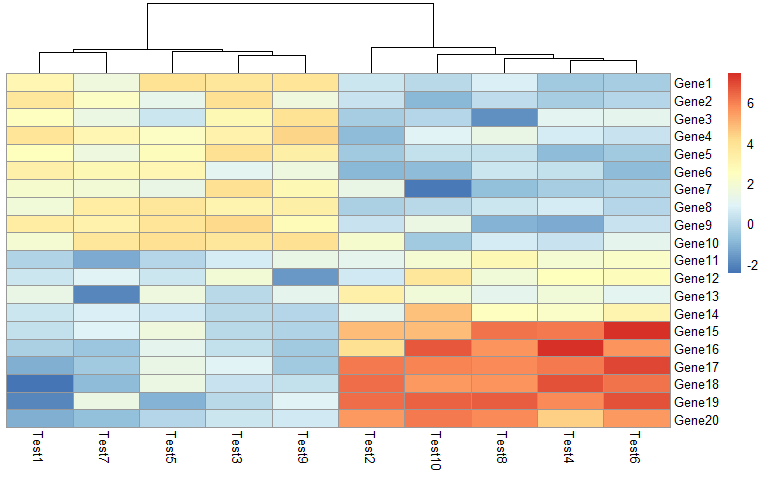 Gene1
Gene2
Gene3
Gene4
Gene5
Gene6
Gene7
Gene8
Gene9
Gene10
Gene11
Gene12
Gene13
Gene14
Gene15
Gene16
Gene17
Gene18
Gene19
Gene20
6
4
2
0
-2
Test1
Test7
Test5
Test3
Test9
Test2
Test10
Test8
Test4
Test6